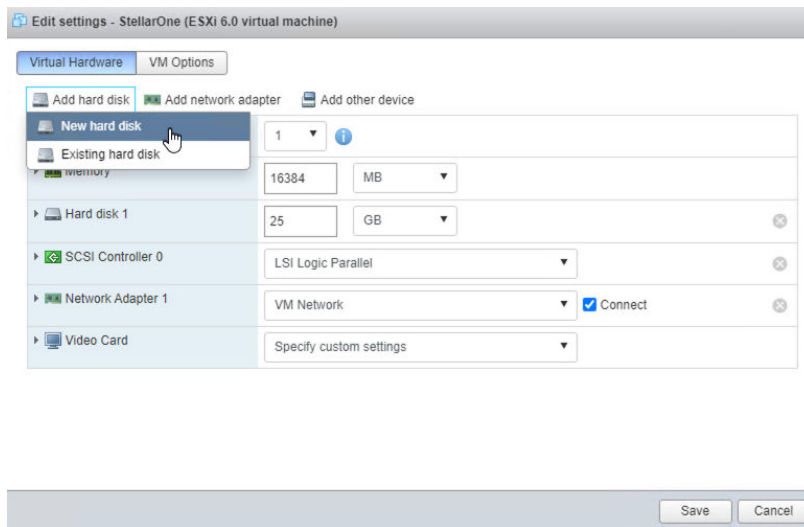 Edit settings - StellarOne (ESXi 6.0 virtual machine)
Virtual Hardware VM Options
Add hard disk Add network adapter Add other device
New hard disk
1
Existing hard disk
Memory 16384 MB
Hard disk 1 25 GB
SCSI Controller 0 LSI Logic Parallel
Network Adapter 1 VM Network Connect
Video Card Specify custom settings
Save Cancel